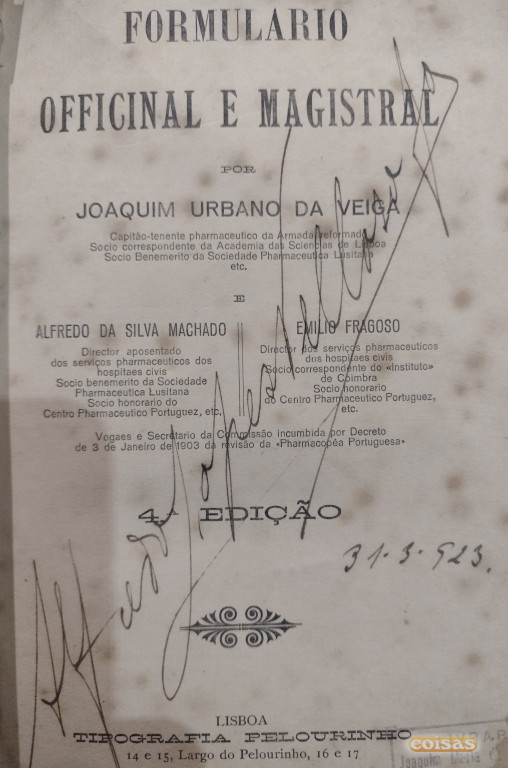 FORMULARIO
OFFICINAL E MAGISTRAL
POR
JOAQUIM URBANO DA VEIGA
Capitão-tenente pharmaceutico da Armada, reformado
Socio correspondente da Academia das Sciencias de Lisboa
Socio Benemerito da Sociedade Pharmaceutica Lusitana
etc.
E
ALFREDO DA SILVA MACHADO
Director aposentado
dos serviços pharmaceuticos dos
hospitaes civis
Socio benemerito da Sociedade
Pharmaceutica Lusitana
Socio honorario do
Centro Pharmaceutico Portuguez, etc.
EMILIO FRAGOSO
Director dos serviços pharmaceuticos
dos hospitaes civis
Socio correspondente do «Instituto»
de Coimbra
Socio honorario
do Centro Pharmaceutico Portuguez,
etc.
Vogaes e Secretario da Commissão incumbida por Decreto
de 3 de Janeiro de 1903 da revisão da «Pharmacopêa Portuguesa»
4.ª EDIÇÃO
31-3-923.
LISBOA
TIPOGRAFIA PELOURINHO
14 e 15, Largo do Pelourinho, 16 e 17
Joaquim
coisas